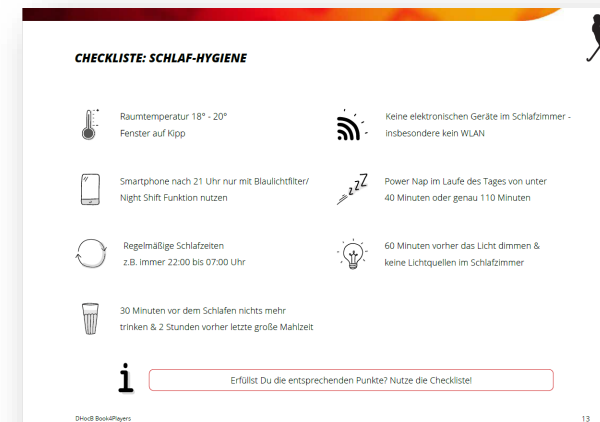 CHECKLISTE: SCHLAF-HYGIENE
Raumtemperatur 18° - 20°
Fenster auf Kipp
Keine elektronischen Geräte im Schlafzimmer -
insbesondere kein WLAN
Smartphone nach 21 Uhr nur mit Blaulichtfilter/
Night Shift Funktion nutzen
zzZZ
Power Nap im Laufe des Tages von unter
40 Minuten oder genau 110 Minuten
Regelmäßige Schlafzeiten
z.B. immer 22:00 bis 07:00 Uhr
60 Minuten vorher das Licht dimmen &
keine Lichtquellen im Schlafzimmer
30 Minuten vor dem Schlafen nichts mehr
trinken & 2 Stunden vorher letzte große Mahlzeit
i
Erfüllst Du die entsprechenden Punkte? Nutze die Checkliste!
DHocB Book4Players
13